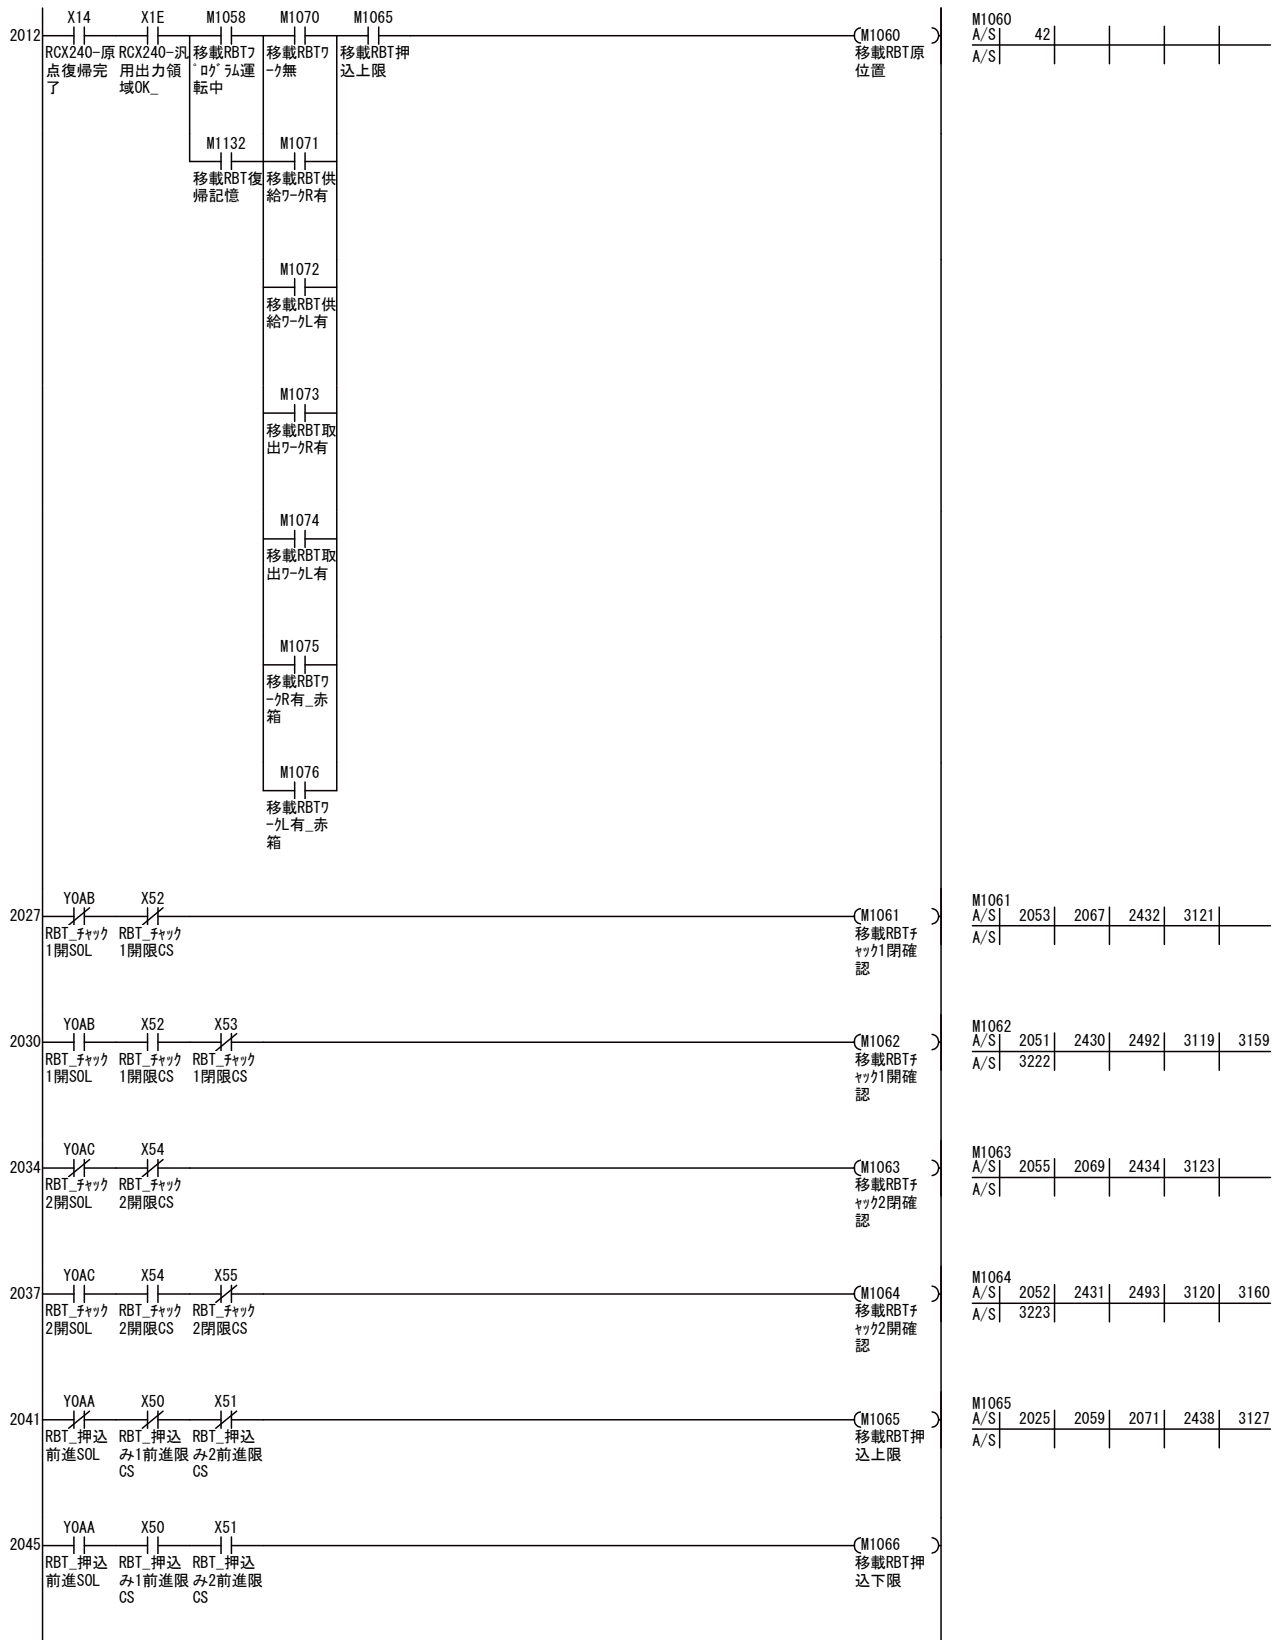 X14 X1E M1058 M1070 M1065 M1060
2012 (M1060 ) A/S 42
RCX240-原 RCX240-汎 移載RBTﾌ 移載RBTﾜ 移載RBT押 移載RBT原 A/S
点復帰完 用出力領 ﾟﾛｸﾞﾗﾑ運 ｰｸ無 込上限 位置
了 域OK_ 転中
M1132 M1071
移載RBT復 移載RBT供
帰記憶 給ﾜｰｸR有
M1072
移載RBT供
給ﾜｰｸL有
M1073
移載RBT取
出ﾜｰｸR有
M1074
移載RBT取
出ﾜｰｸL有
M1075
移載RBTﾜ
ｰｸR有_赤
箱
M1076
移載RBTﾜ
ｰｸL有_赤
箱
Y0AB X52 M1061
2027 (M1061 ) A/S 2053 2067 2432 3121
RBT_ﾁｬｯｸ RBT_ﾁｬｯｸ 移載RBTﾁ A/S
1開SOL 1開限CS ｬｯｸ1閉確
認
Y0AB X52 X53 M1062
2030 (M1062 ) A/S 2051 2430 2492 3119 3159
RBT_ﾁｬｯｸ RBT_ﾁｬｯｸ RBT_ﾁｬｯｸ 移載RBTﾁ A/S 3222
1開SOL 1開限CS 1閉限CS ｬｯｸ1開確
認
Y0AC X54 M1063
2034 (M1063 ) A/S 2055 2069 2434 3123
RBT_ﾁｬｯｸ RBT_ﾁｬｯｸ 移載RBTﾁ A/S
2開SOL 2開限CS ｬｯｸ2閉確
認
Y0AC X54 X55 M1064
2037 (M1064 ) A/S 2052 2431 2493 3120 3160
RBT_ﾁｬｯｸ RBT_ﾁｬｯｸ RBT_ﾁｬｯｸ 移載RBTﾁ A/S 3223
2開SOL 2開限CS 2閉限CS ｬｯｸ2開確
認
Y0AA X50 X51 M1065
2041 (M1065 ) A/S 2025 2059 2071 2438 3127
RBT_押込 RBT_押込 RBT_押込 移載RBT押 A/S
前進SOL み1前進限 み2前進限 込上限
CS CS
Y0AA X50 X51
2045 (M1066 )
RBT_押込 RBT_押込 RBT_押込 移載RBT押
前進SOL み1前進限 み2前進限 込下限
CS CS